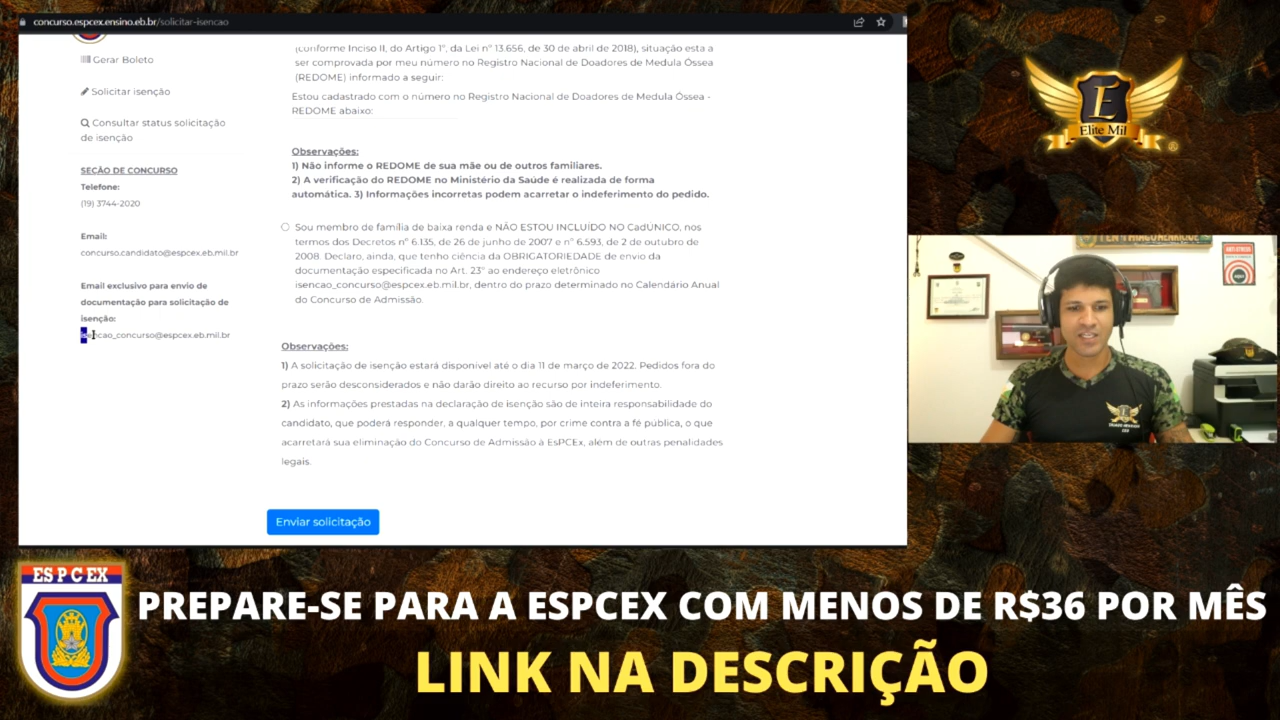 concurso.espcex.ensino.eb.br/solicitar-isencao
Gerar Boleto
Solicitar isenção
Consultar status solicitação
de isenção
SEÇÃO DE CONCURSO
Telefone:
(19) 3744-2020
Email:
concurso.candidato@espcex.eb.mil.br
Email exclusivo para envio de
documentação para solicitação de
isenção:
isencao_concurso@espcex.eb.mil.br
(conforme Inciso II, do Artigo 1º, da Lei nº 13.656, de 30 de abril de 2018), situação esta a
ser comprovada por meu número no Registro Nacional de Doadores de Medula Óssea
(REDOME) informado a seguir:
Estou cadastrado com o número no Registro Nacional de Doadores de Medula Óssea -
REDOME abaixo:
Observações:
1) Não informe o REDOME de sua mãe ou de outros familiares.
2) A verificação do REDOME no Ministério da Saúde é realizada de forma
automática. 3) Informações incorretas podem acarretar o indeferimento do pedido.
Sou membro de família de baixa renda e NÃO ESTOU INCLUÍDO NO CadÚNICO, nos
termos dos Decretos nº 6.135, de 26 de junho de 2007 e nº 6.593, de 2 de outubro de
2008. Declaro, ainda, que tenho ciência da OBRIGATORIEDADE de envio da
documentação especificada no Art. 23º ao endereço eletrônico
isencao_concurso@espcex.eb.mil.br, dentro do prazo determinado no Calendário Anual
do Concurso de Admissão.
Observações:
1) A solicitação de isenção estará disponivel até o dia 11 de março de 2022. Pedidos fora do
prazo serão desconsiderados e não darão direito ao recurso por indeferimento.
2) As informações prestadas na declaração de isenção são de inteira responsabilidade do
candidato, que poderá responder, a qualquer tempo, por crime contra a fé pública, o que
acarretará sua eliminação do Concurso de Admissão à EsPCEx, além de outras penalidades
legais.
Enviar solicitação
E
Elite Mil ®
ANTI-STRESS
ESPCEX
PREPARE-SE PARA A ESPCEX COM MENOS DE R$36 POR MÊS
LINK NA DESCRIÇÃO